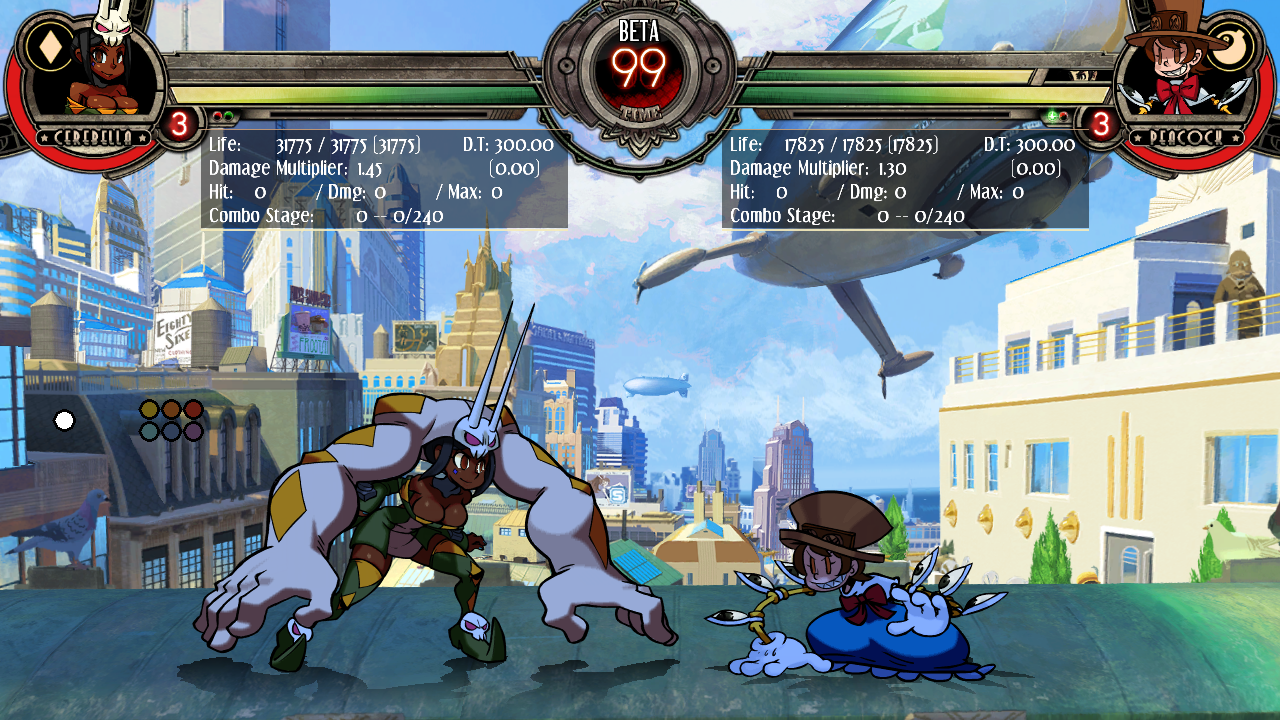 BETA
99
TIME
CEREBELLA
3
3
PEACOCK
Life: 31775 / 31775 (31775) D.T: 300.00
Damage Multiplier: 1.45 (0.00)
Hit: 0 / Dmg: 0 / Max: 0
Combo Stage: 0 -- 0/240
Life: 17825 / 17825 (17825) D.T: 300.00
Damage Multiplier: 1.30 (0.00)
Hit: 0 / Dmg: 0 / Max: 0
Combo Stage: 0 -- 0/240
EIGHTY
SIXE
FROOTII
S